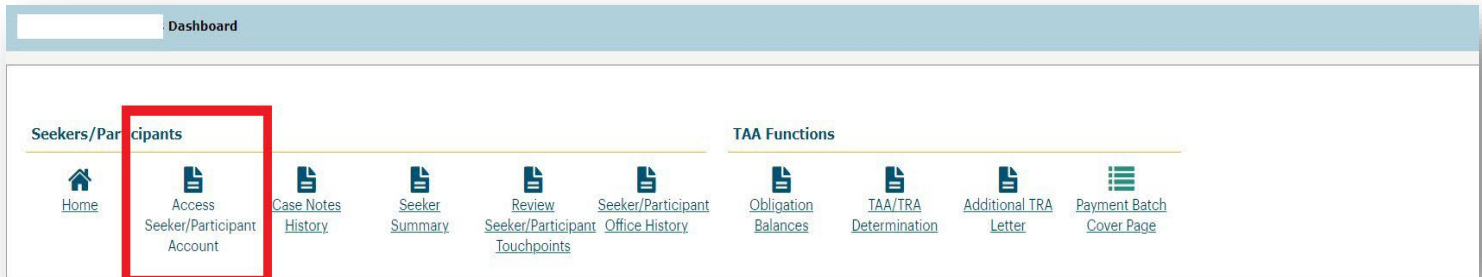 Dashboard
Seekers/Participants
Home
Access
Seeker/Participant
Account
Case Notes
History
Seeker
Summary
Review
Seeker/Participant
Touchpoints
Seeker/Participant
Office History
TAA Functions
Obligation
Balances
TAA/TRA
Determination
Additional TRA
Letter
Payment Batch
Cover Page